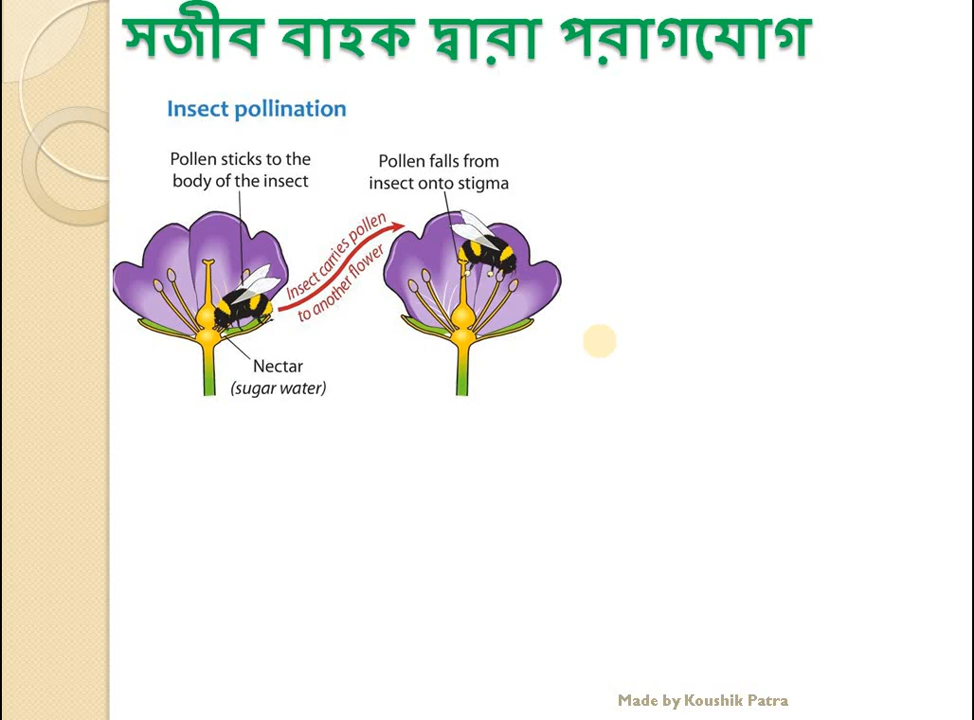 সজীব বাহক দ্বারা পরাগযোগ
Insect pollination
Pollen sticks to the
body of the insect
Pollen falls from
insect onto stigma
Insect carries pollen
to another flower
Nectar
(sugar water)
Made by Koushik Patra